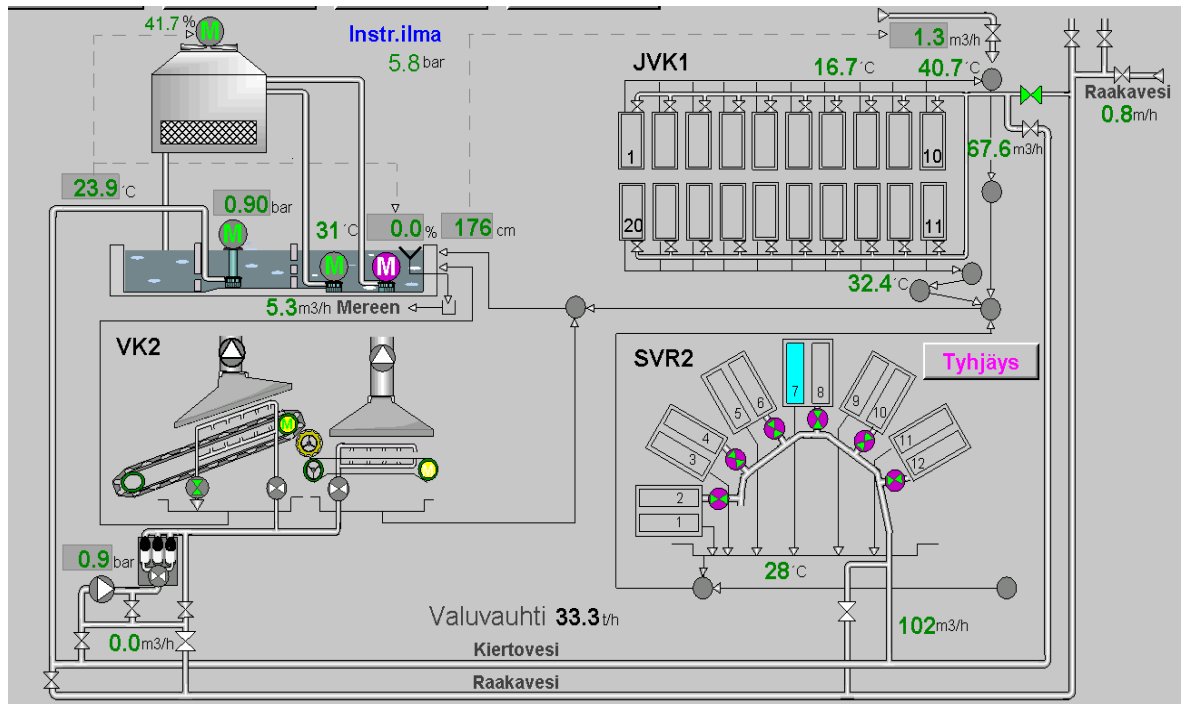 41.7 %
M
Instr.ilma
5.8 bar
1.3 m3/h
JVK1
16.7 °C
40.7 °C
Raakavesi
0.8 m/h
1
10
67.6 m3/h
23.9 °C
0.90 bar
M
31 °C
0.0 %
176 cm
20
11
M
M
32.4 °C
5.3 m3/h Mereen
VK2
SVR2
Tyhjäys
7
8
6
9
5
10
4
11
3
12
2
1
M
M
0.9 bar
28 °C
Valuvauhti 33.3 t/h
102 m3/h
0.0 m3/h
Kiertovesi
Raakavesi